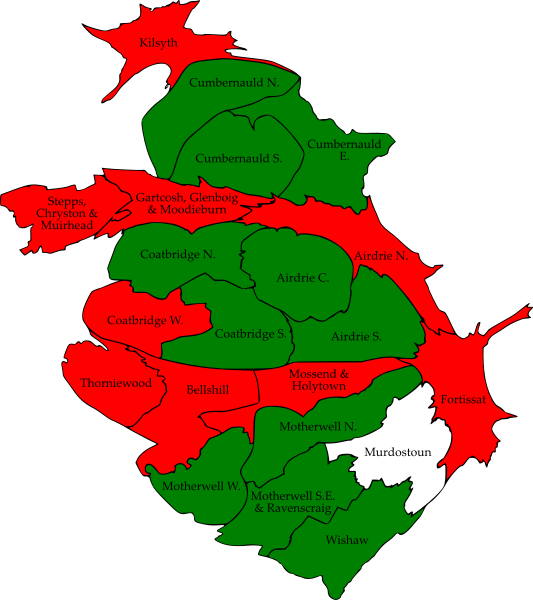 Kilsyth
Cumbernauld N.
Cumbernauld
E.
Cumbernauld S.
Stepps,
Chryston &
Muirhead
Gartcosh, Glenboig
& Moodieburn
Airdrie N.
Coatbridge N.
Airdrie C.
Coatbridge W.
Coatbridge S.
Airdrie S.
Thorniewood
Bellshill
Mossend &
Holytown
Fortissat
Motherwell N.
Murdostoun
Motherwell W.
Motherwell S.E.
& Ravenscraig
Wishaw